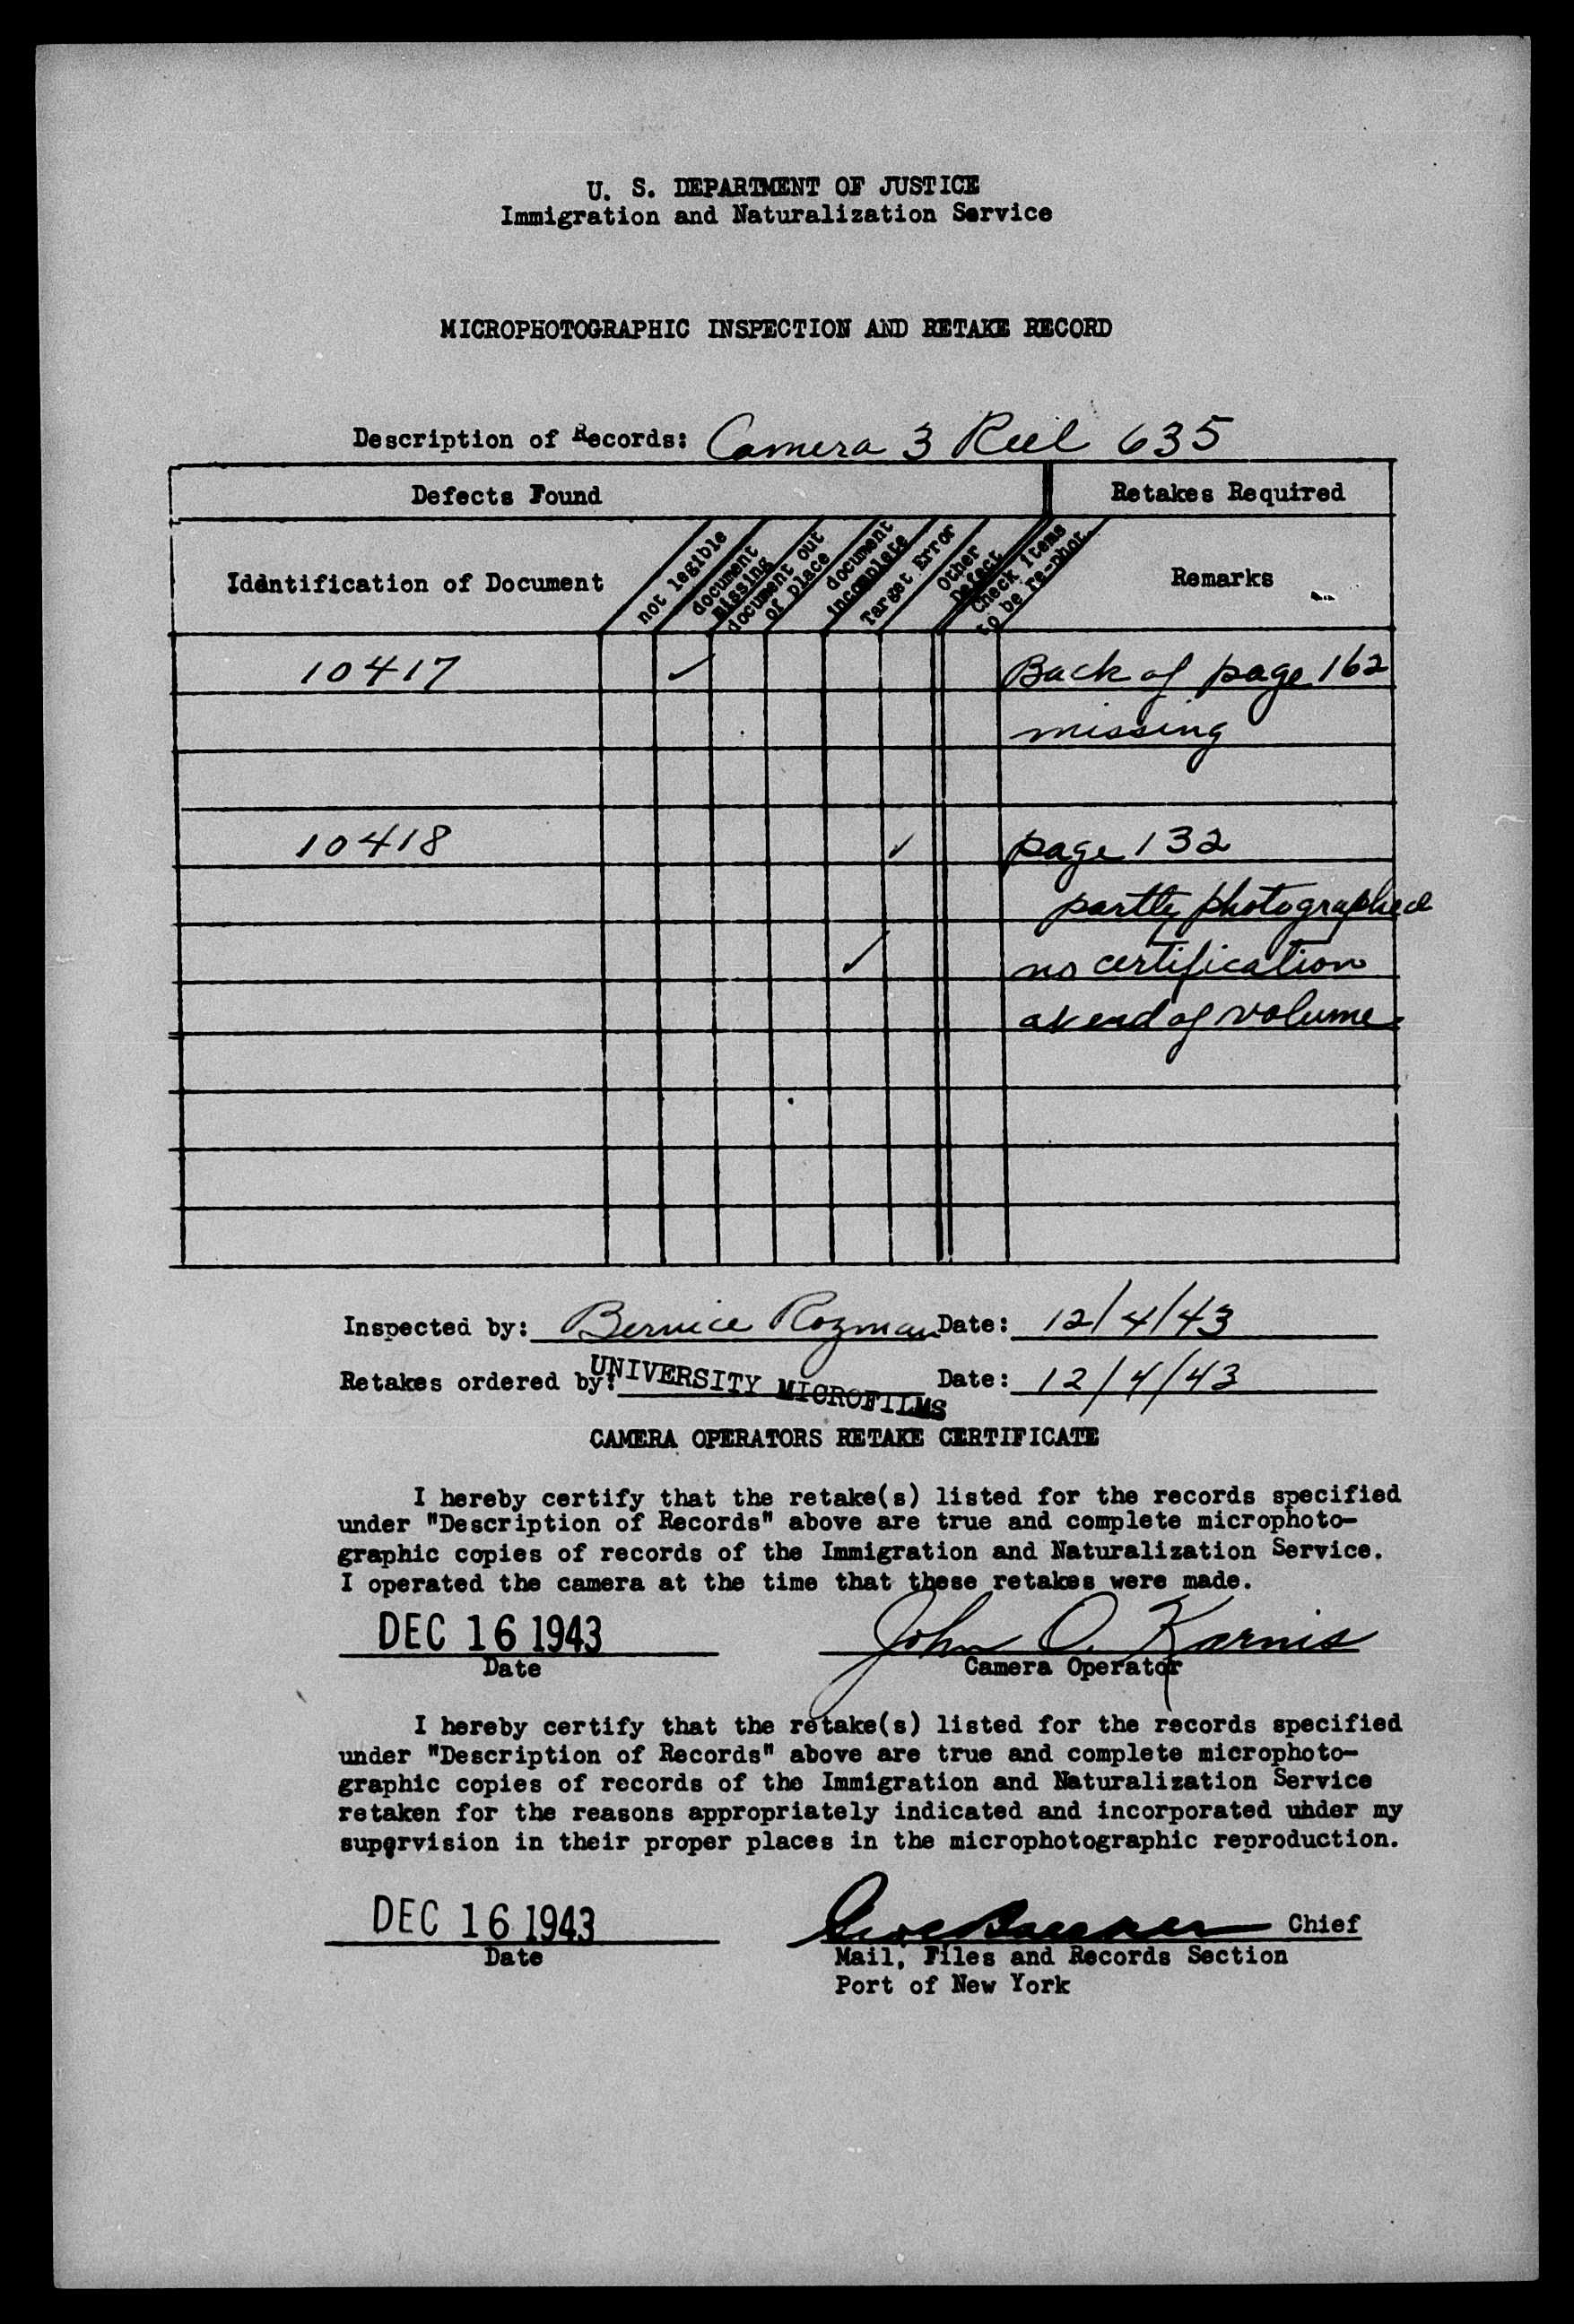 U. S. DEPARTMENT OF JUSTICE
Immigration and Naturalization Service
MICROPHOTOGRAPHIC INSPECTION AND RETAKE RECORD
Description of Records: Camera 3 Reel 635
Defects Found
Retakes Required
Identification of Document
not legible
document missing
document out of place
document incomplete
Target Error
Other Defect
Check items to be re-phot.
Remarks
10417 ✓ Back of page 162
missing
10418 ✓ page 132
partly photographed
✓ no certification
at end of volume
Inspected by: Bernice Rozman Date: 12/4/43
Retakes ordered by: UNIVERSITY MICROFILMS Date: 12/4/43
CAMERA OPERATORS RETAKE CERTIFICATE
I hereby certify that the retake(s) listed for the records specified
under "Description of Records" above are true and complete microphoto-
graphic copies of records of the Immigration and Naturalization Service.
I operated the camera at the time that these retakes were made.
DEC 16 1943 John O. Karnis
Date Camera Operator
I hereby certify that the retake(s) listed for the records specified
under "Description of Records" above are true and complete microphoto-
graphic copies of records of the Immigration and Naturalization Service
retaken for the reasons appropriately indicated and incorporated uhder my
supervision in their proper places in the microphotographic reproduction.
DEC 16 1943 Chief
Date Mail, Files and Records Section
Port of New York